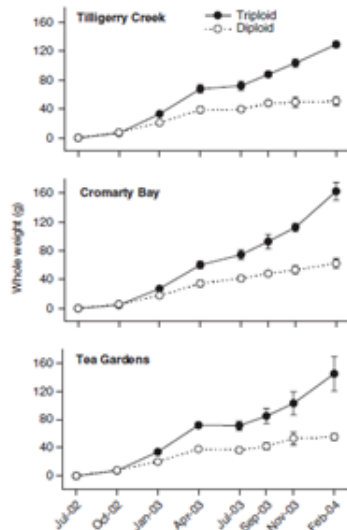 Tilligerry Creek
Triploid
Diploid
160
120
80
40
0
Cromarty Bay
160
120
80
40
0
Whole weight (g)
Tea Gardens
160
120
80
40
0
Jul-02
Oct-02
Jan-03
Apr-03
Jul-03
Sep-03
Nov-03
Feb-04